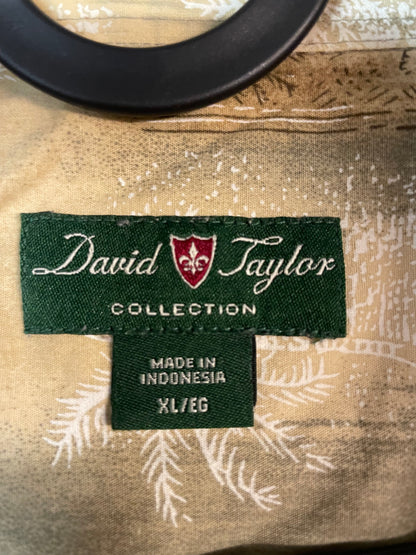 David Taylor
COLLECTION
MADE IN
INDONESIA
XL/EG